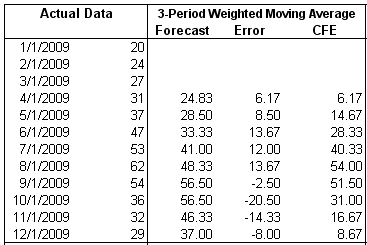 Actual Data 3-Period Weighted Moving Average
Forecast Error CFE
1/1/2009 20
2/1/2009 24
3/1/2009 27
4/1/2009 31 24.83 6.17 6.17
5/1/2009 37 28.50 8.50 14.67
6/1/2009 47 33.33 13.67 28.33
7/1/2009 53 41.00 12.00 40.33
8/1/2009 62 48.33 13.67 54.00
9/1/2009 54 56.50 -2.50 51.50
10/1/2009 36 56.50 -20.50 31.00
11/1/2009 32 46.33 -14.33 16.67
12/1/2009 29 37.00 -8.00 8.67